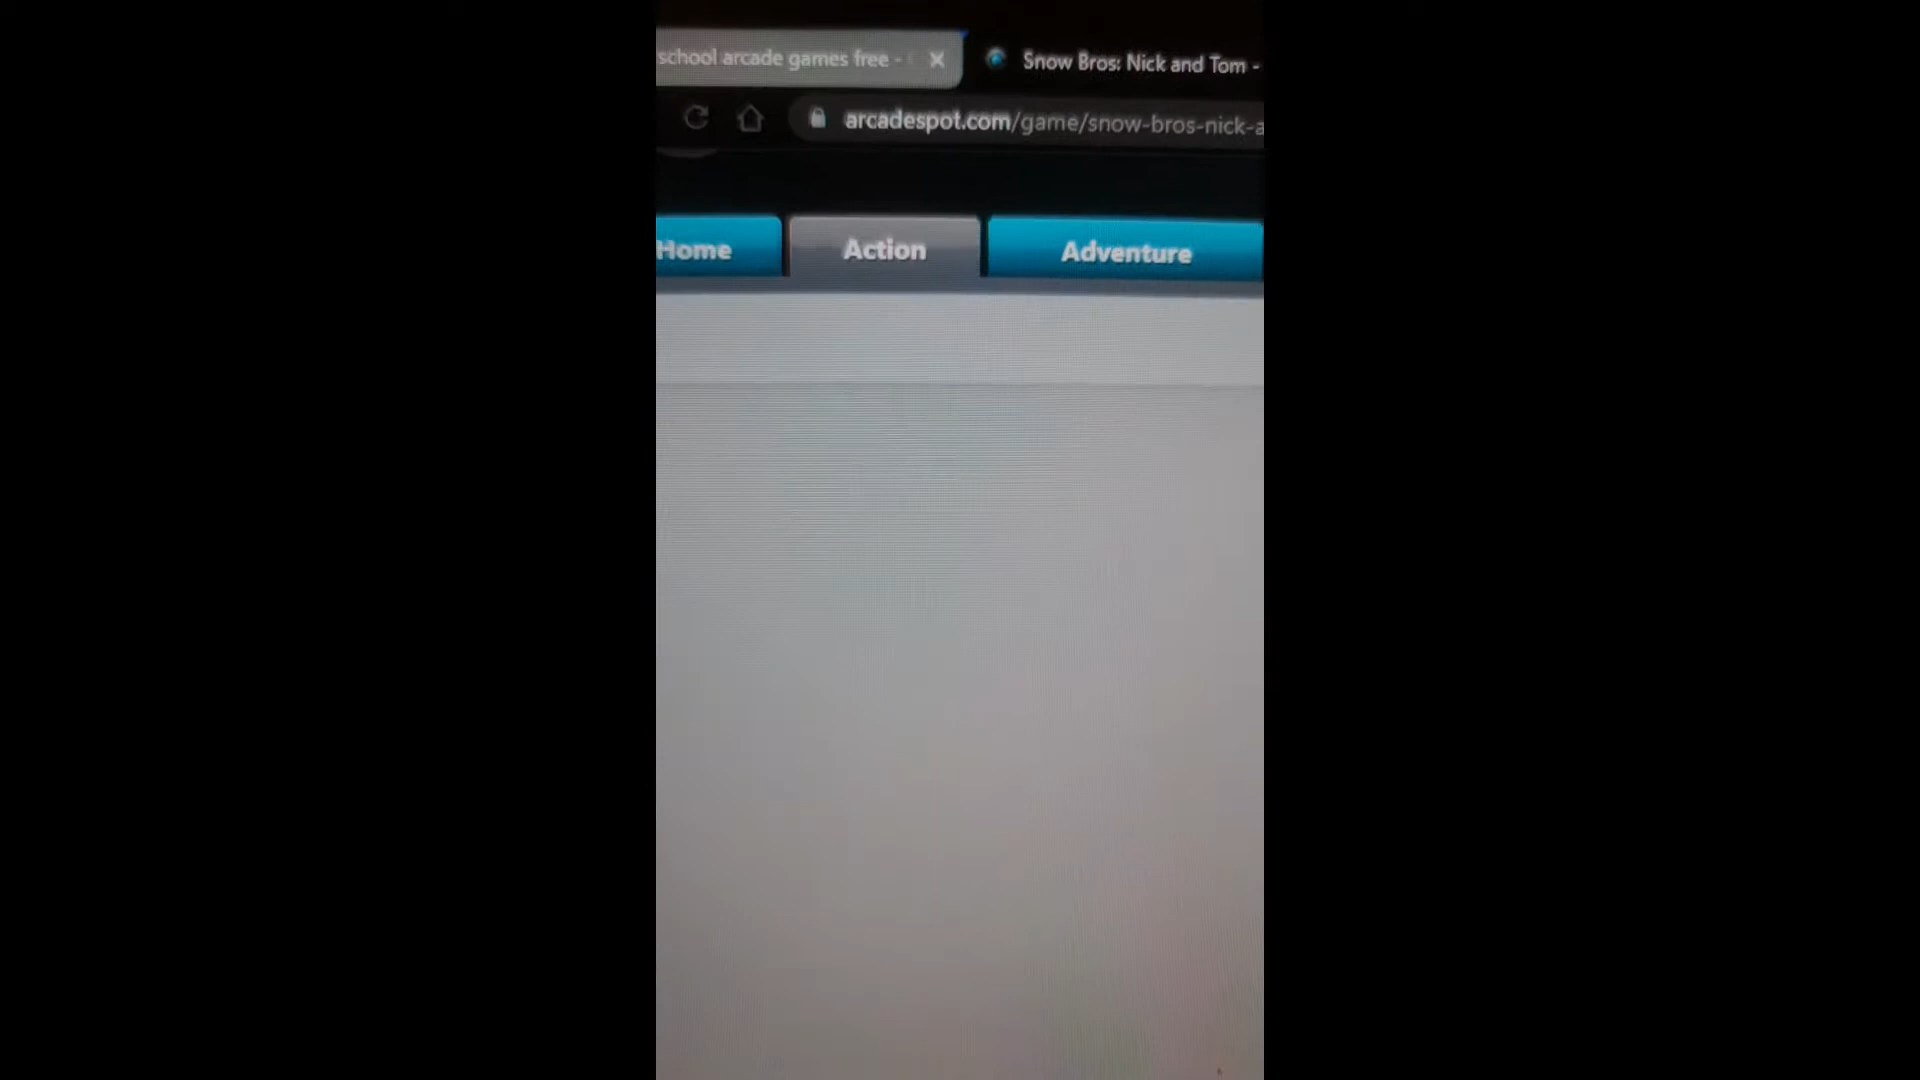 school arcade games free -
Snow Bros: Nick and Tom -
arcadespot.com/game/snow-bros-nick-a
Home
Action
Adventure